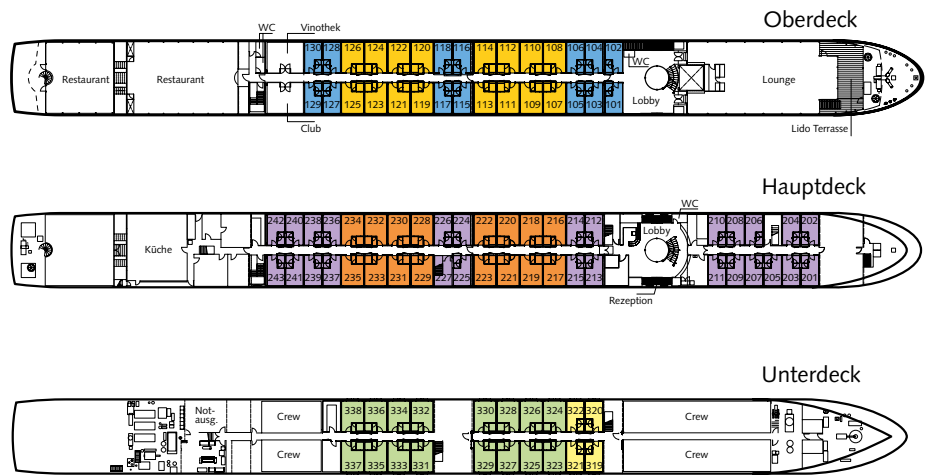 Oberdeck
WC
Vinothek
130 128 126 124 122 120 118 116 114 112 110 108 106 104 102
WC
Restaurant
Restaurant
Lobby
Lounge
129 127 125 123 121 119 117 115 113 111 109 107 105 103 101
Club
Lido Terrasse
Hauptdeck
WC
242 240 238 236 234 232 230 228 226 224 222 220 218 216 214 212
Lobby
210 208 206 204 202
Küche
243 241 239 237 235 233 231 229 227 225 223 221 219 217 215 213
211 209 207 205 203 201
Rezeption
Unterdeck
Not-
ausg.
Crew
338 336 334 332
330 328 326 324 322 320
Crew
Crew
337 335 333 331
329 327 325 323 321 319
Crew